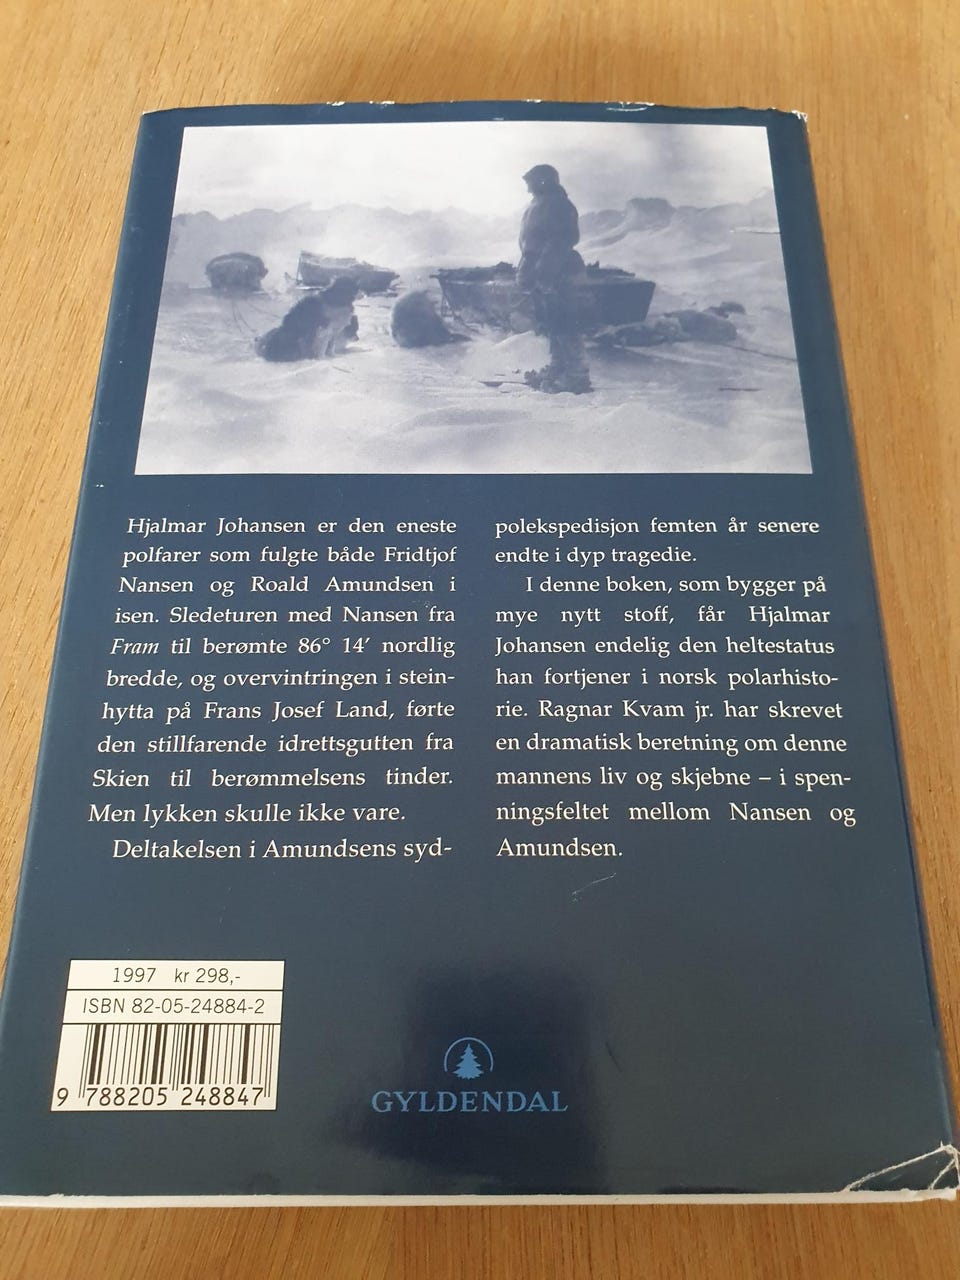 Hjalmar Johansen er den eneste
polfarer som fulgte både Fridtjof
Nansen og Roald Amundsen i
isen. Sledeturen med Nansen fra
Fram til berømte 86° 14’ nordlig
bredde, og overvintringen i stein-
hytta på Frans Josef Land, førte
den stillfarende idrettsgutten fra
Skien til berømmelsens tinder.
Men lykken skulle ikke vare.
Deltakelsen i Amundsens syd-
polekspedisjon femten år senere
endte i dyp tragedie.
I denne boken, som bygger på
mye nytt stoff, får Hjalmar
Johansen endelig den heltestatus
han fortjener i norsk polarhisto-
rie. Ragnar Kvam jr. har skrevet
en dramatisk beretning om denne
mannens liv og skjebne – i spen-
ningsfeltet mellom Nansen og
Amundsen.
1997 kr 298,-
ISBN 82-05-24884-2
9 788205 248847
GYLDENDAL